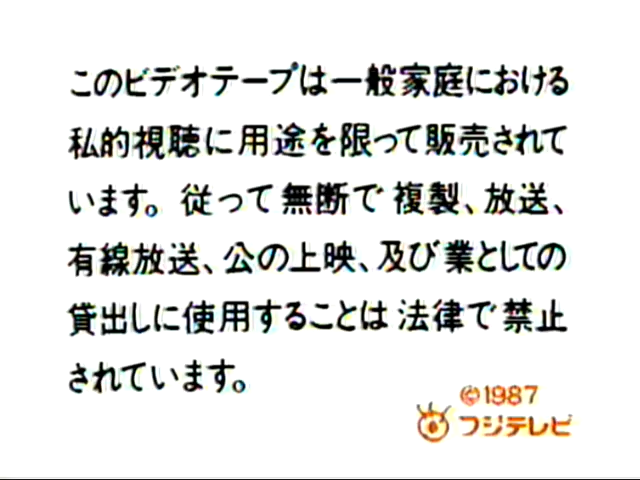 このビデオテープは一般家庭における
私的視聴に用途を限って販売されて
います。従って無断で複製、放送、
有線放送、公の上映、及び業としての
貸出しに使用することは法律で禁止
されています。
©1987
フジテレビ